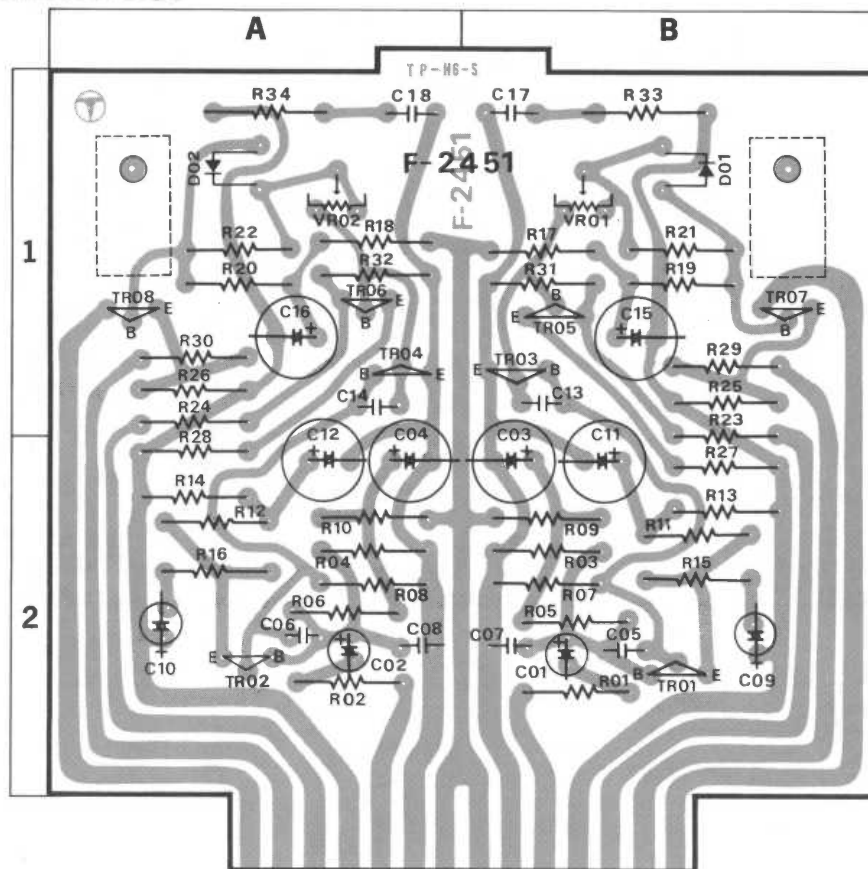 A B
TP-H6-S
R34 C18 C17 R33
F-2451
F-2451
D02 D01
VR02 VR01
1
R22 R18 R17 R21
R20 R32 R31 R19
TR08 E B TR06 E B B E TR05 TR07 E B
C16 C15
R30 TR04 B E TR03 E B R29
R26 C14 C13 R25
R24 R23
R28 C12 C04 C03 C11 R27
R14 R13
R12 R10 R09 R11
R16 R04 R03 R15
R08 R07
2
R06 R05
C10 C06 C08 C07 C05 C09
E B TR02 C02 C01 B E TR01
R02 R01